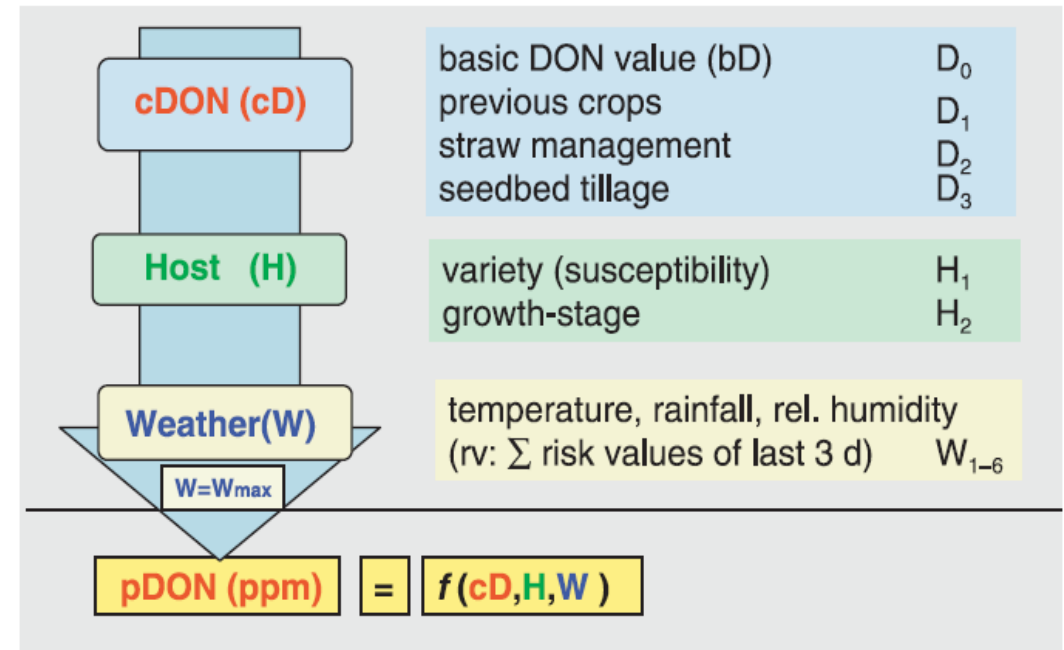 cDON (cD)
basic DON value (bD) D₀
previous crops D₁
straw management D₂
seedbed tillage D₃
Host (H)
variety (susceptibility) H₁
growth-stage H₂
Weather(W)
temperature, rainfall, rel. humidity
(rv: ∑ risk values of last 3 d) W₁₋₆
W=Wmax
pDON (ppm) = f (cD,H,W )